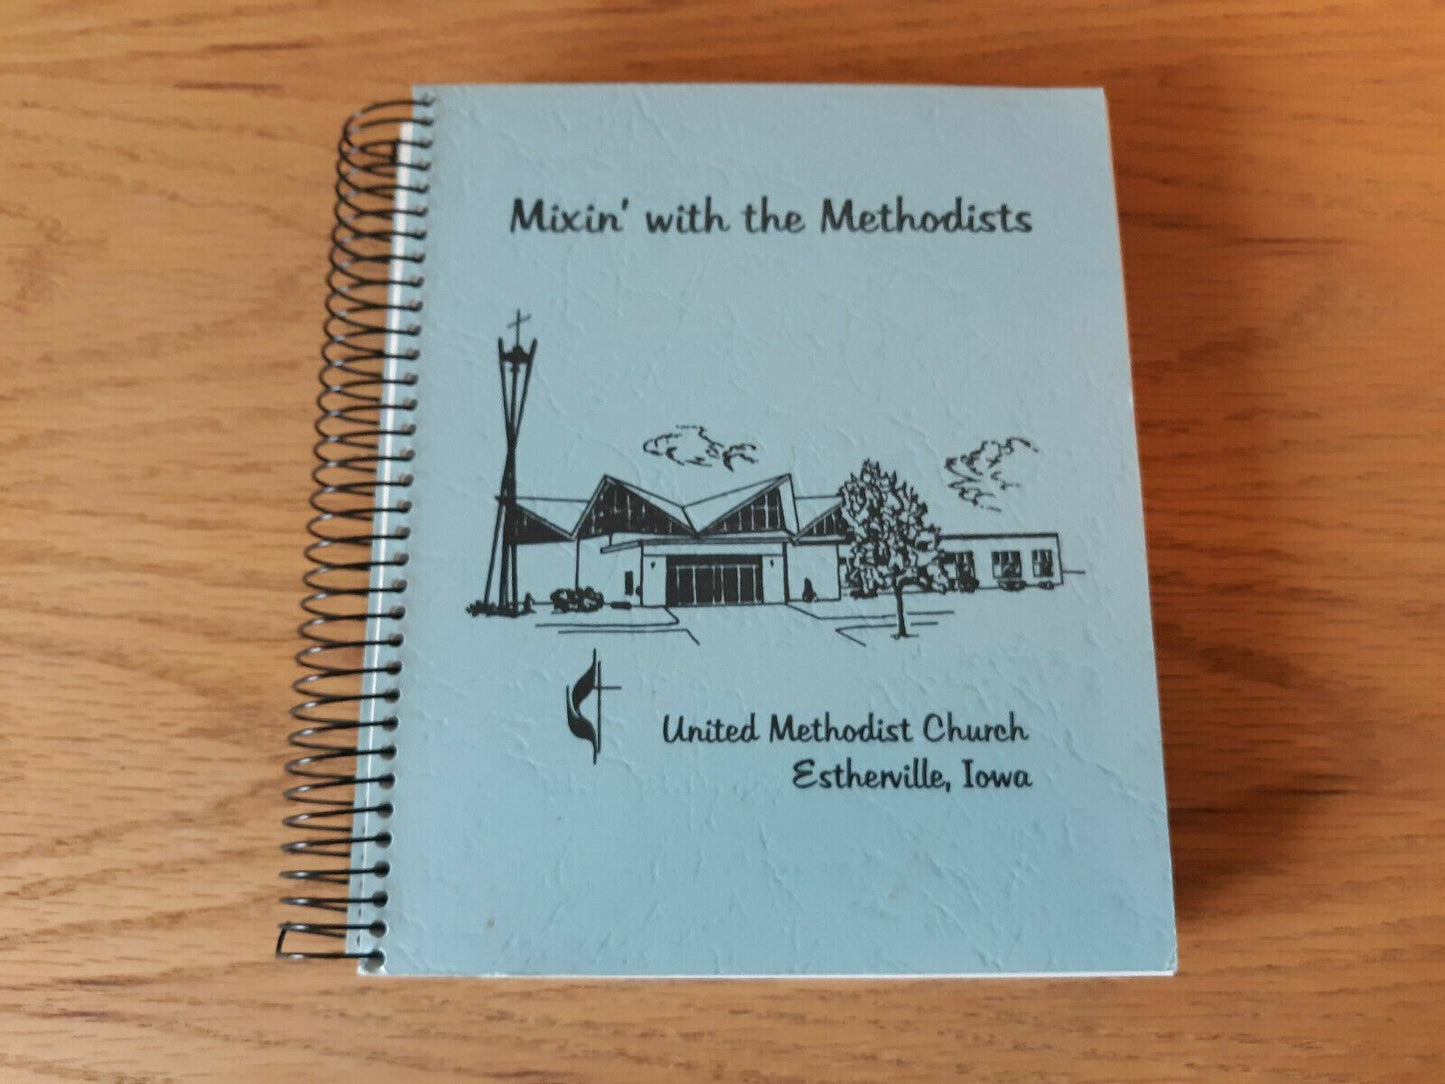 Mixin' with the Methodists
United Methodist Church
Estherville, Iowa